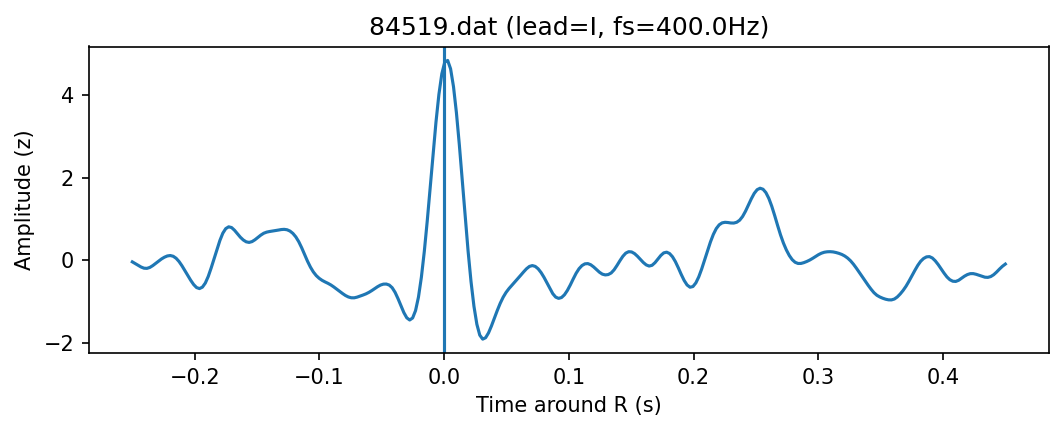 84519.dat (lead=I, fs=400.0Hz)
Amplitude (z)
4
2
0
−2
−0.2 −0.1 0.0 0.1 0.2 0.3 0.4
Time around R (s)